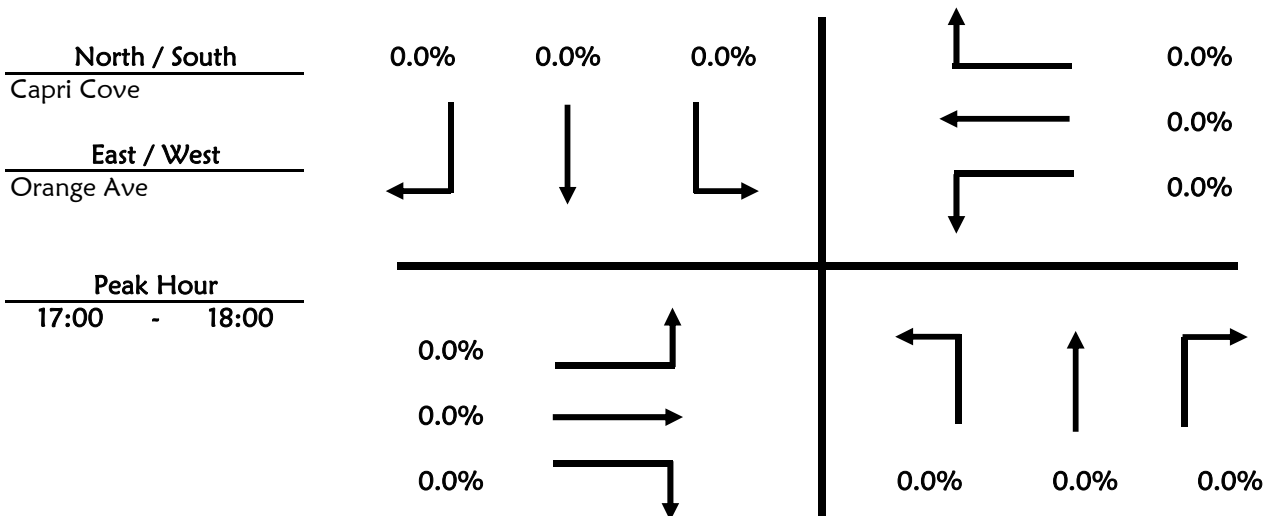 North / South
Capri Cove
East / West
Orange Ave
Peak Hour
17:00 - 18:00
0.0% 0.0% 0.0%
0.0%
0.0%
0.0%
0.0%
0.0%
0.0%
0.0% 0.0% 0.0%